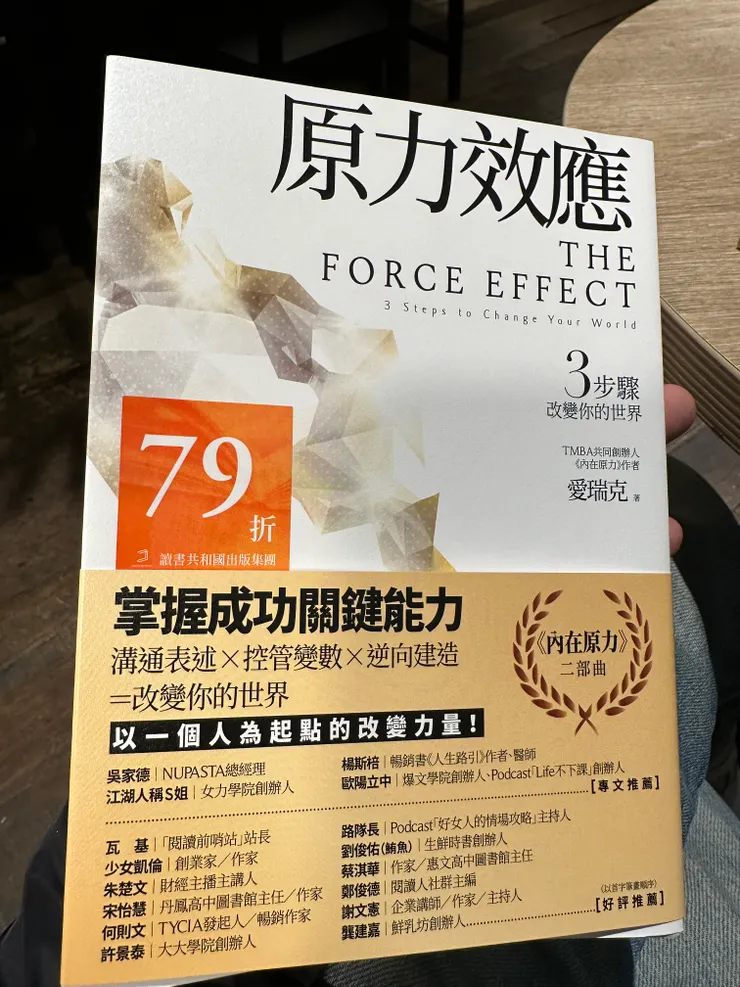 原力效應
THE
FORCE EFFECT
3 Steps to Change Your World
3步驟
改變你的世界
TMBA共同創辦人
《內在原力》作者
愛瑞克 著
79折
讀書共和國出版集團
掌握成功關鍵能力
溝通表述×控管變數×逆向建造
=改變你的世界
以一個人為起點的改變力量!
《內在原力》
二部曲
吳家德|NUPASTA總經理
江湖人稱S姐|女力學院創辦人
楊斯棓|暢銷書《人生路引》作者、醫師
歐陽立中|爆文學院創辦人、Podcast「Life不下課」創辦人
【專文推薦】
瓦基|「閱讀前哨站」站長
少女凱倫|創業家/作家
朱楚文|財經主播主講人
宋怡慧|丹鳳高中圖書館主任/作家
何則文|TYCIA發起人/暢銷作家
許景泰|大大學院創辦人
路隊長|Podcast「好女人的情場攻略」主持人
劉俊佑(鮪魚)|生鮮時書創辦人
蔡淇華|作家/惠文高中圖書館主任
鄭俊德|閱讀人社群主編
謝文憲|企業講師/作家/主持人
龔建嘉|鮮乳坊創辦人
(以首字筆畫順序)
【好評推薦】